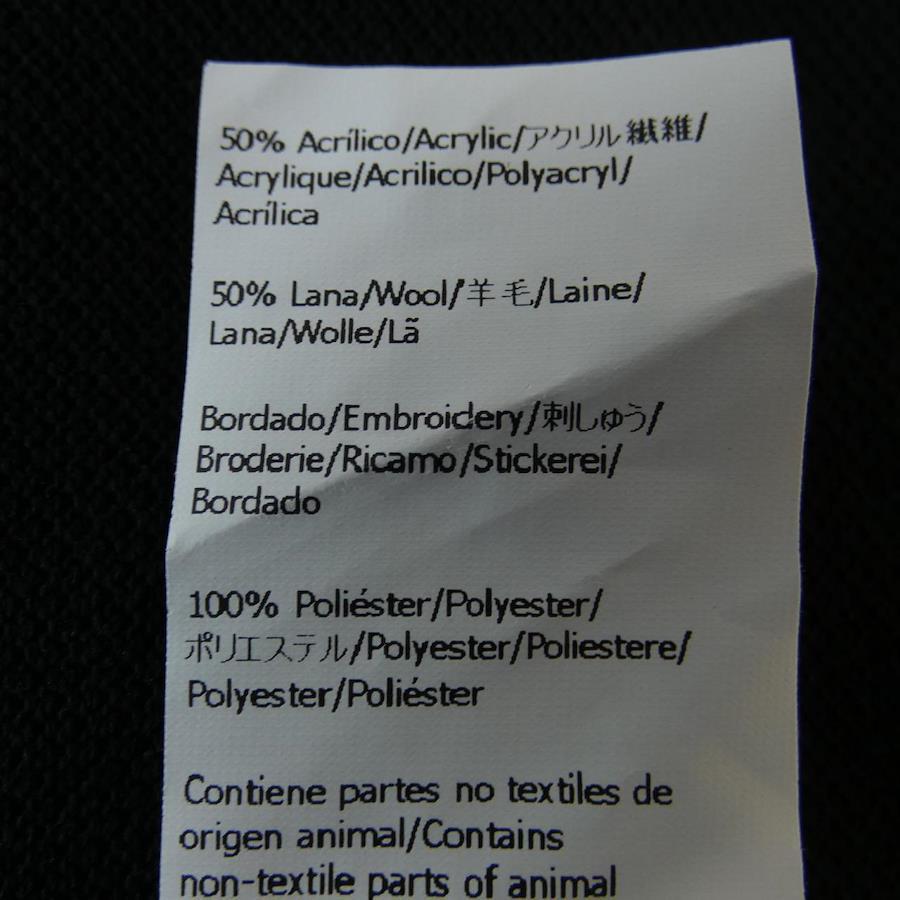 50% Acrílico/Acrylic/アクリル繊維/
Acrylique/Acrilico/Polyacryl/
Acrílica
50% Lana/Wool/羊毛/Laine/
Lana/Wolle/Lã
Bordado/Embroidery/刺しゅう/
Broderie/Ricamo/Stickerei/
Bordado
100% Poliéster/Polyester/
ポリエステル/Polyester/Poliestere/
Polyester/Poliéster
Contiene partes no textiles de
origen animal/Contains
non-textile parts of animal